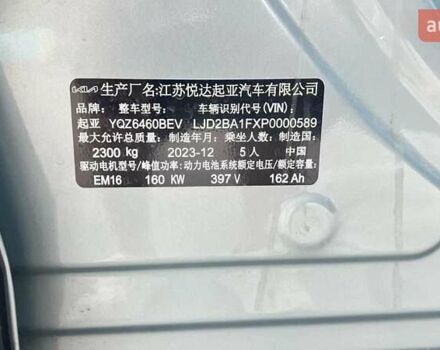 KIA 生产厂名:江苏悦达起亚汽车有限公司
品牌: 整车型号: 车辆识别代号(VIN):
起亚 YQZ6460BEV LJD2BA1FXP0000589
最大允许总质量: 制造年月: 乘坐人数: 制造国:
2300 kg 2023-12 5人 中国
驱动电机型号/峰值功率:动力电池系统额定电压/额定容量:
EM16 160 KW 397 V 162 Ah